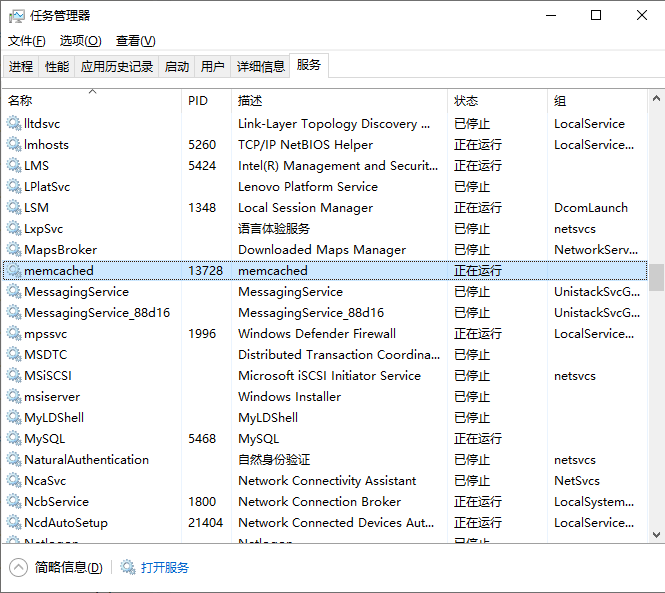 任务管理器
文件(F) 选项(O) 查看(V)
进程 性能 应用历史记录 启动 用户 详细信息 服务
名称 PID 描述 状态 组
lltdsvc Link-Layer Topology Discovery ... 已停止 LocalService
lmhosts 5260 TCP/IP NetBIOS Helper 正在运行 LocalService...
LMS 5424 Intel(R) Management and Securit... 正在运行
LPlatSvc Lenovo Platform Service 已停止
LSM 1348 Local Session Manager 正在运行 DcomLaunch
LxpSvc 语言体验服务 已停止 netsvcs
MapsBroker Downloaded Maps Manager 已停止 NetworkServ...
memcached 13728 memcached 正在运行
MessagingService MessagingService 已停止 UnistackSvcG...
MessagingService_88d16 MessagingService_88d16 已停止 UnistackSvcG...
mpssvc 1996 Windows Defender Firewall 正在运行 LocalService...
MSDTC Distributed Transaction Coordina... 已停止
MSiSCSI Microsoft iSCSI Initiator Service 已停止 netsvcs
msiserver Windows Installer 已停止
MyLDShell MyLDShell 已停止
MySQL 5468 MySQL 正在运行
NaturalAuthentication 自然身份验证 已停止 netsvcs
NcaSvc Network Connectivity Assistant 已停止 NetSvcs
NcbService 1800 Network Connection Broker 正在运行 LocalSystem...
NcdAutoSetup 21404 Network Connected Devices Aut... 正在运行 LocalService...
Netlogon Netlogon 已停止
简略信息(D) 打开服务